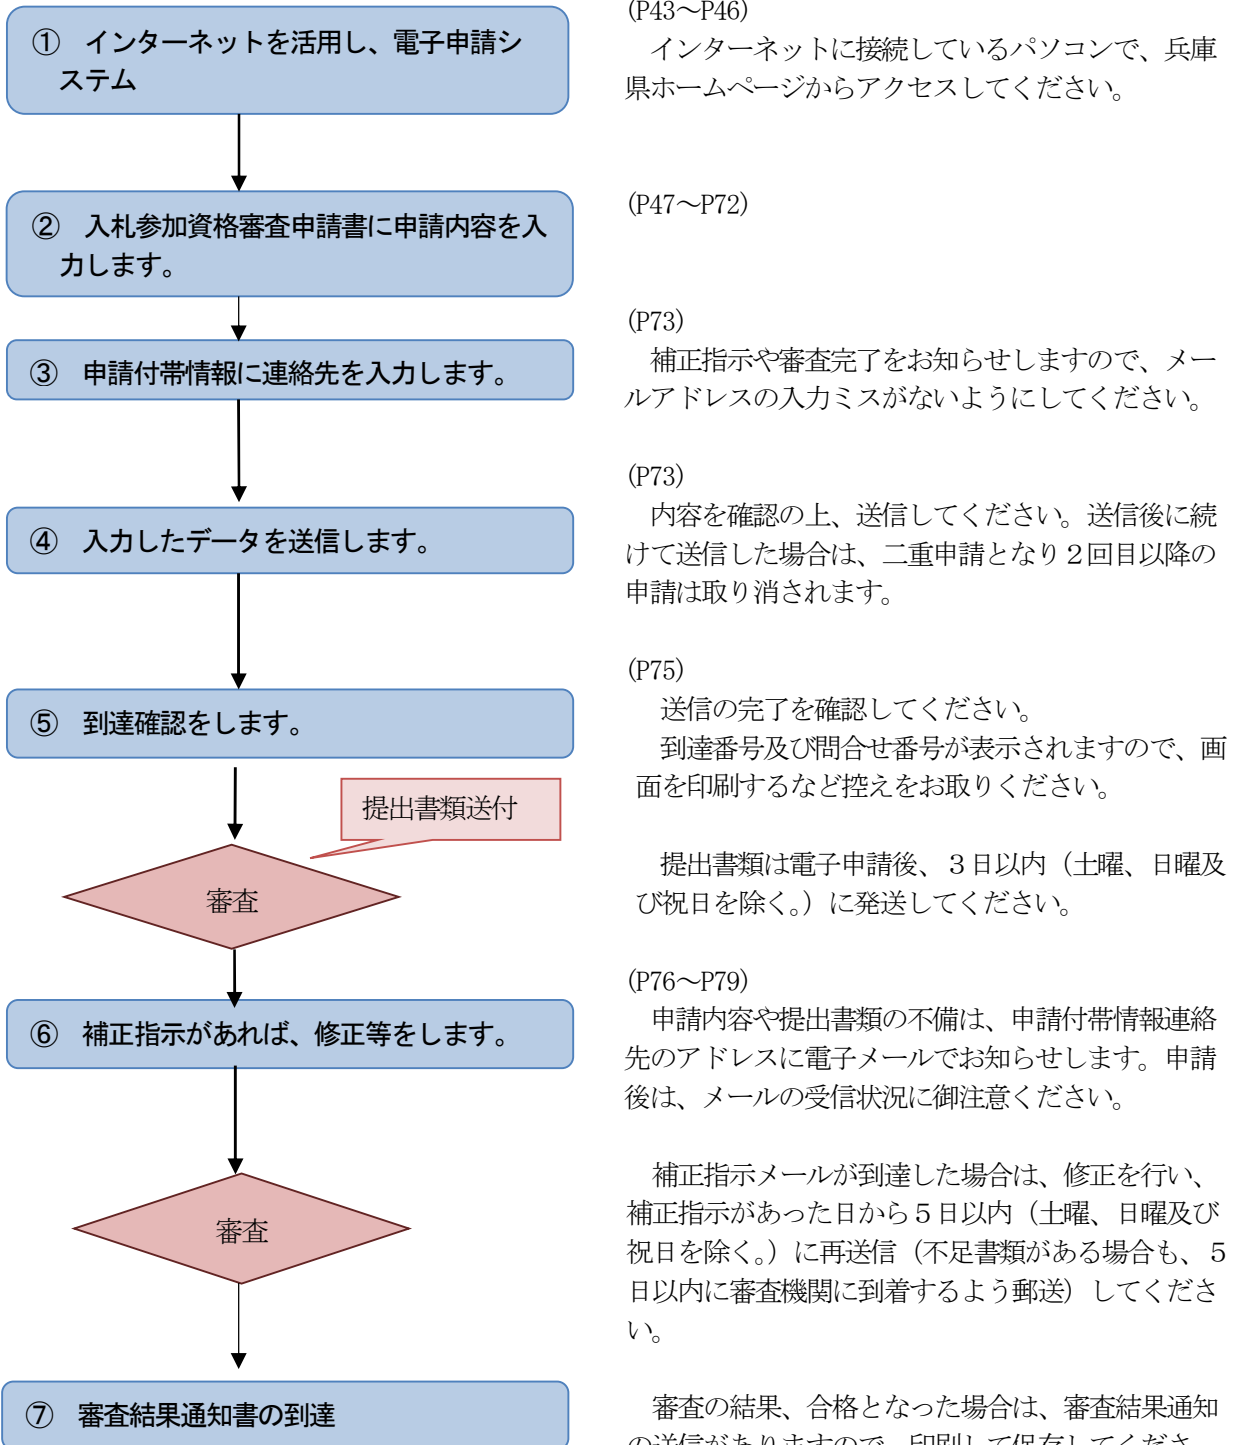 ① インターネットを活用し、電子申請シ
ステム
(P43～P46)
インターネットに接続しているパソコンで、兵庫
県ホームページからアクセスしてください。
② 入札参加資格審査申請書に申請内容を入
力します。
(P47～P72)
③ 申請付帯情報に連絡先を入力します。
(P73)
補正指示や審査完了をお知らせしますので、メー
ルアドレスの入力ミスがないようにしてください。
④ 入力したデータを送信します。
(P73)
内容を確認の上、送信してください。送信後に続
けて送信した場合は、二重申請となり２回目以降の
申請は取り消されます。
⑤ 到達確認をします。
(P75)
送信の完了を確認してください。
到達番号及び問合せ番号が表示されますので、画
面を印刷するなど控えをお取りください。
提出書類送付
審査
提出書類は電子申請後、３日以内（土曜、日曜及
び祝日を除く。）に発送してください。
⑥ 補正指示があれば、修正等をします。
(P76～P79)
申請内容や提出書類の不備は、申請付帯情報連絡
先のアドレスに電子メールでお知らせします。申請
後は、メールの受信状況に御注意ください。
審査
補正指示メールが到達した場合は、修正を行い、
補正指示があった日から５日以内（土曜、日曜及び
祝日を除く。）に再送信（不足書類がある場合も、５
日以内に審査機関に到着するよう郵送）してくださ
い。
⑦ 審査結果通知書の到達
審査の結果、合格となった場合は、審査結果通知
の送信がありますので、印刷して保存してくださ